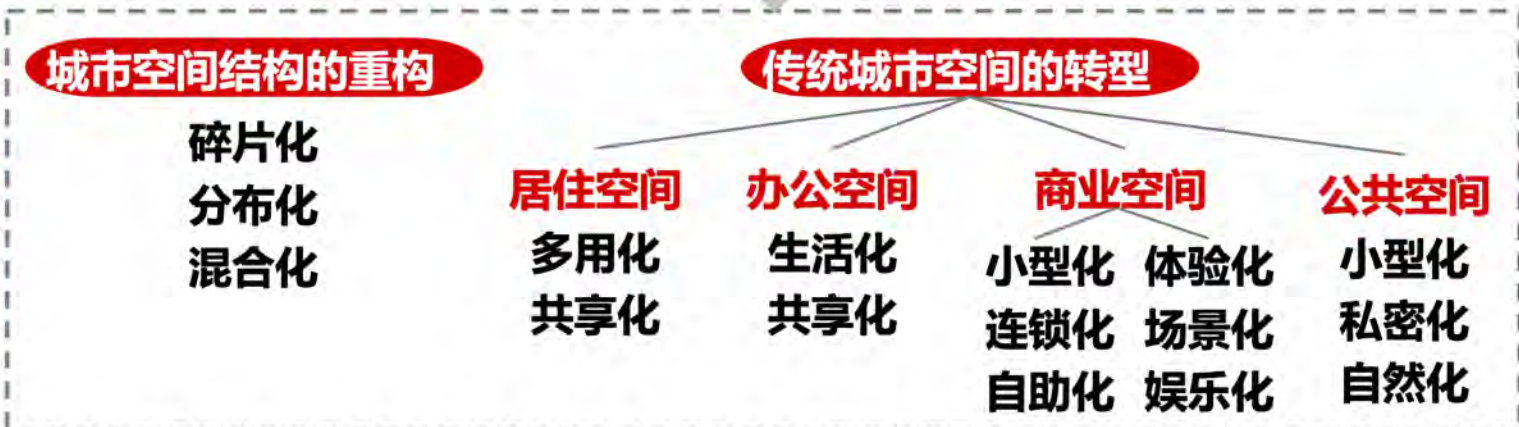 城市空间结构的重构
碎片化
分布化
混合化
传统城市空间的转型
居住空间
多用化
共享化
办公空间
生活化
共享化
商业空间
小型化 体验化
连锁化 场景化
自助化 娱乐化
公共空间
小型化
私密化
自然化